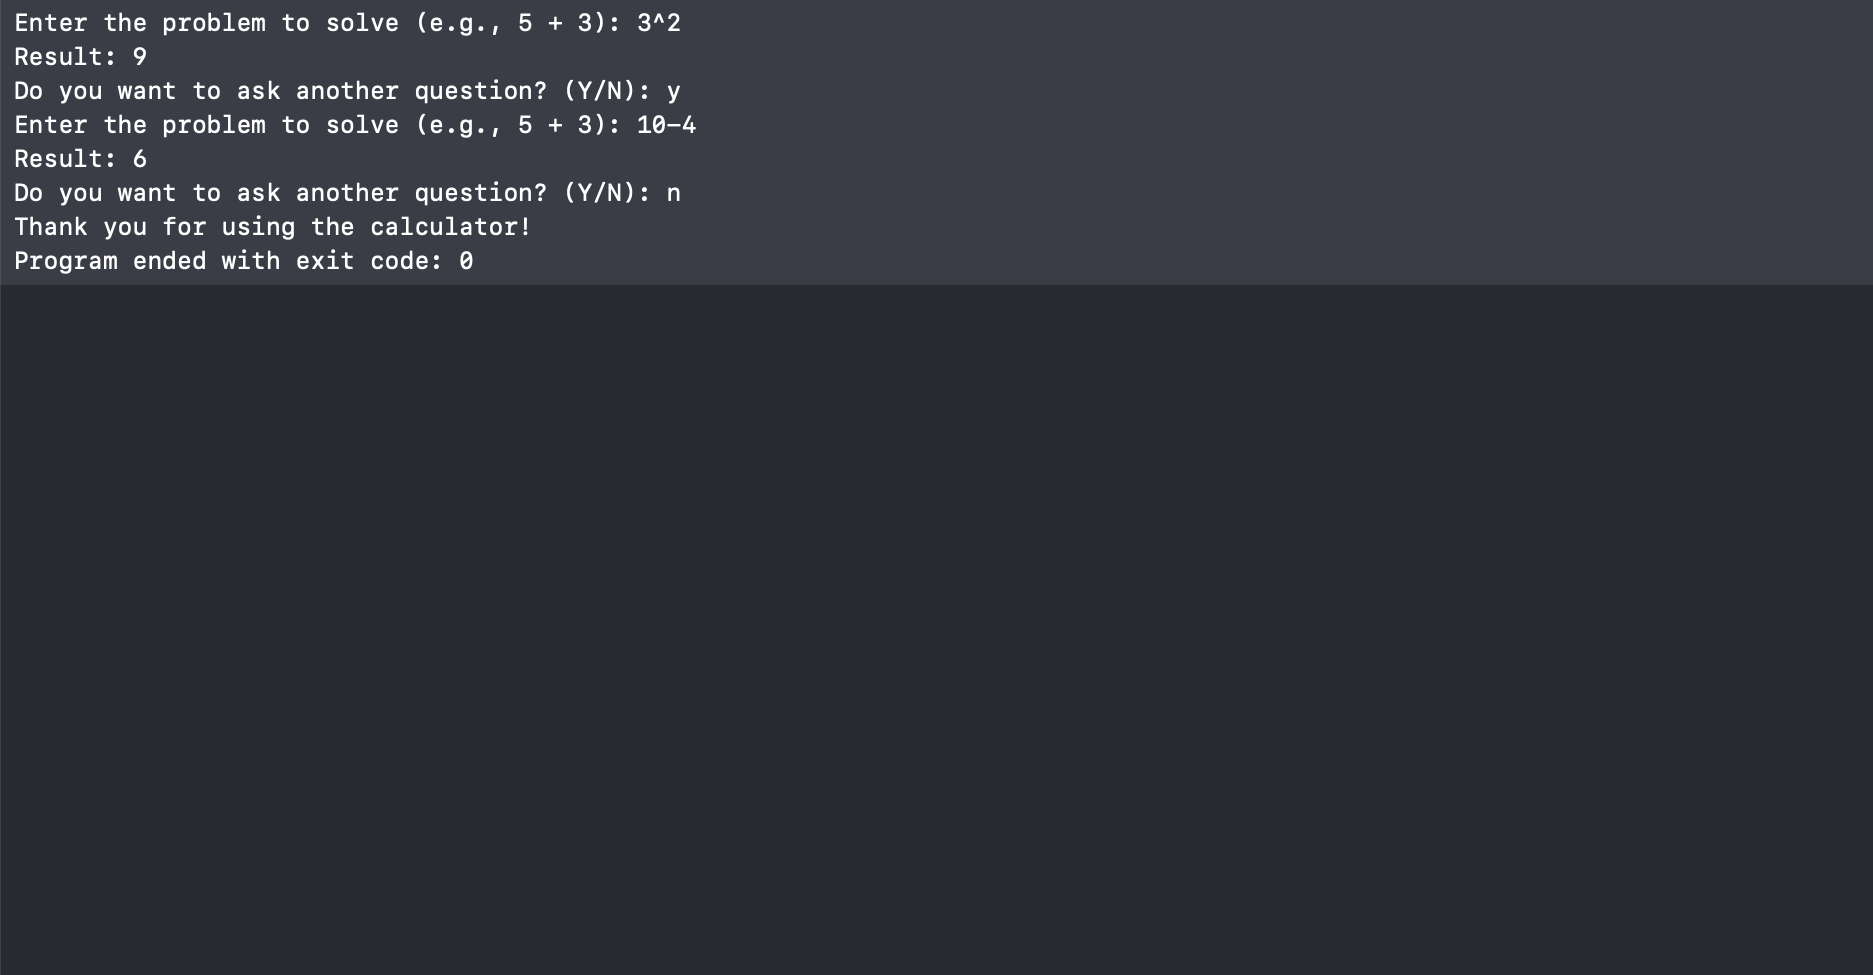 Enter the problem to solve (e.g., 5 + 3): 3^2
Result: 9
Do you want to ask another question? (Y/N): y
Enter the problem to solve (e.g., 5 + 3): 10-4
Result: 6
Do you want to ask another question? (Y/N): n
Thank you for using the calculator!
Program ended with exit code: 0